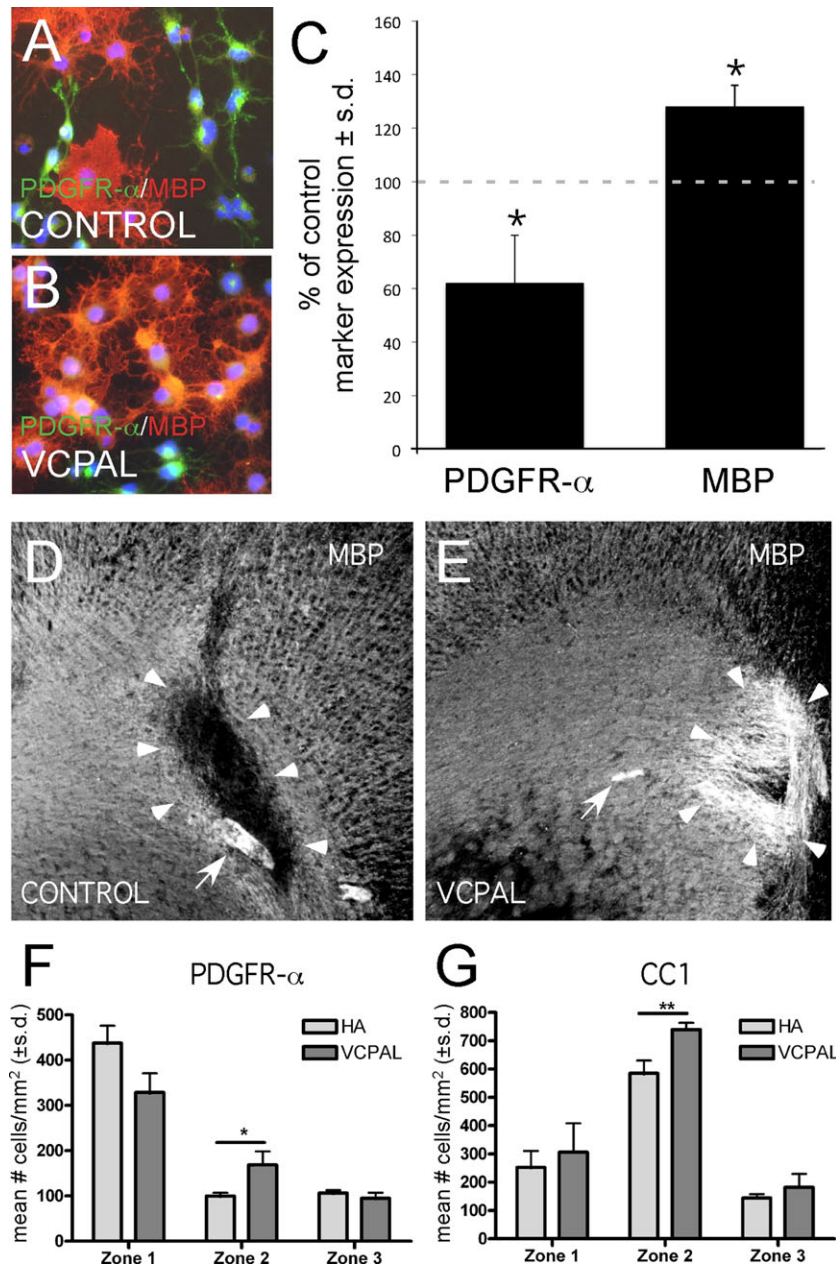 A
PDGFR-α/MBP
CONTROL
B
PDGFR-α/MBP
VCPAL
C
% of control
marker expression ± s.d.
160
140
120
100
80
60
40
20
0
*
*
PDGFR-α
MBP
D
MBP
CONTROL
E
MBP
VCPAL
F
PDGFR-α
mean # cells/mm² (±s.d.)
500
400
300
200
100
0
HA
VCPAL
*
Zone 1
Zone 2
Zone 3
G
CC1
mean # cells/mm² (±s.d.)
800
700
600
500
400
300
200
100
0
HA
VCPAL
**
Zone 1
Zone 2
Zone 3